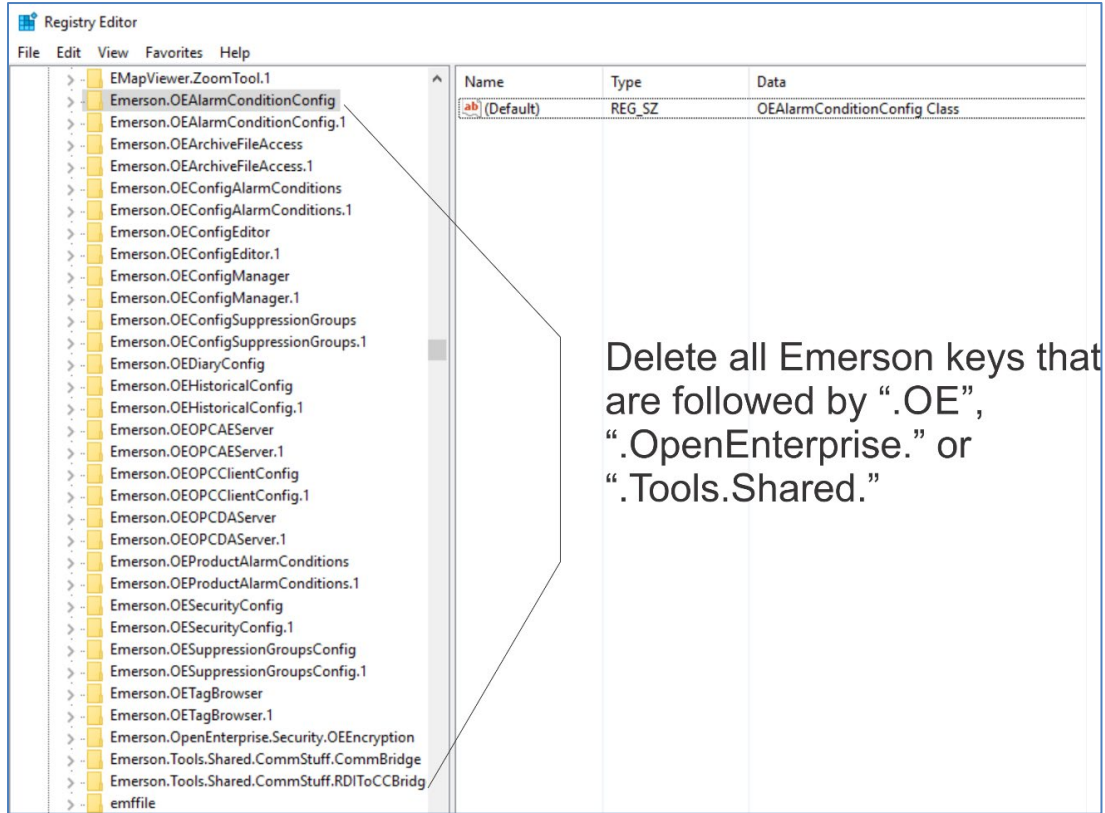 Registry Editor
File Edit View Favorites Help
EMapViewer.ZoomTool.1
Emerson.OEAlarmConditionConfig
Emerson.OEAlarmConditionConfig.1
Emerson.OEArchiveFileAccess
Emerson.OEArchiveFileAccess.1
Emerson.OEConfigAlarmConditions
Emerson.OEConfigAlarmConditions.1
Emerson.OEConfigEditor
Emerson.OEConfigEditor.1
Emerson.OEConfigManager
Emerson.OEConfigManager.1
Emerson.OEConfigSuppressionGroups
Emerson.OEConfigSuppressionGroups.1
Emerson.OEDiaryConfig
Emerson.OEHistoricalConfig
Emerson.OEHistoricalConfig.1
Emerson.OEOPCAEServer
Emerson.OEOPCAEServer.1
Emerson.OEOPCClientConfig
Emerson.OEOPCClientConfig.1
Emerson.OEOPCDAServer
Emerson.OEOPCDAServer.1
Emerson.OEProductAlarmConditions
Emerson.OEProductAlarmConditions.1
Emerson.OESecurityConfig
Emerson.OESecurityConfig.1
Emerson.OESuppressionGroupsConfig
Emerson.OESuppressionGroupsConfig.1
Emerson.OETagBrowser
Emerson.OETagBrowser.1
Emerson.OpenEnterprise.Security.OEEncryption
Emerson.Tools.Shared.CommStuff.CommBridge
Emerson.Tools.Shared.CommStuff.RDIToCCBridg
emffile
Name Type Data
ab (Default) REG_SZ OEAlarmConditionConfig Class
Delete all Emerson keys that
are followed by “.OE”,
“.OpenEnterprise.” or
“.Tools.Shared.”